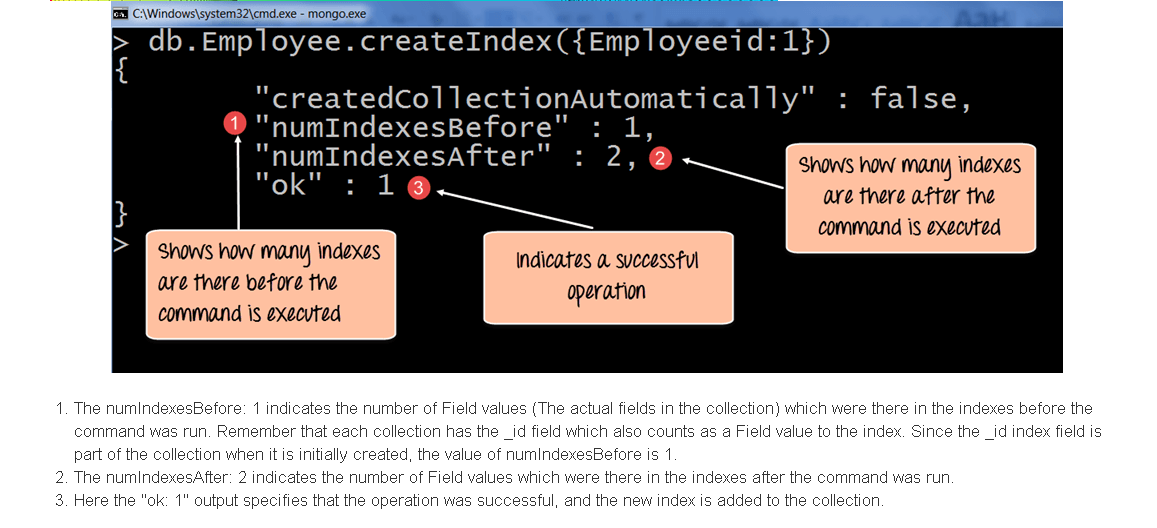 C:\Windows\system32\cmd.exe - mongo.exe
> db.Employee.createIndex({Employeeid:1})
{
"createdCollectionAutomatically" : false,
1 "numIndexesBefore" : 1,
"numIndexesAfter" : 2, 2
"ok" : 1 3
}
>
Shows how many indexes
are there after the
command is executed
Shows how many indexes
are there before the
command is executed
Indicates a successful
operation
1. The numIndexesBefore: 1 indicates the number of Field values (The actual fields in the collection) which were there in the indexes before the
command was run. Remember that each collection has the _id field which also counts as a Field value to the index. Since the _id index field is
part of the collection when it is initially created, the value of numIndexesBefore is 1.
2. The numIndexesAfter: 2 indicates the number of Field values which were there in the indexes after the command was run.
3. Here the "ok: 1" output specifies that the operation was successful, and the new index is added to the collection.